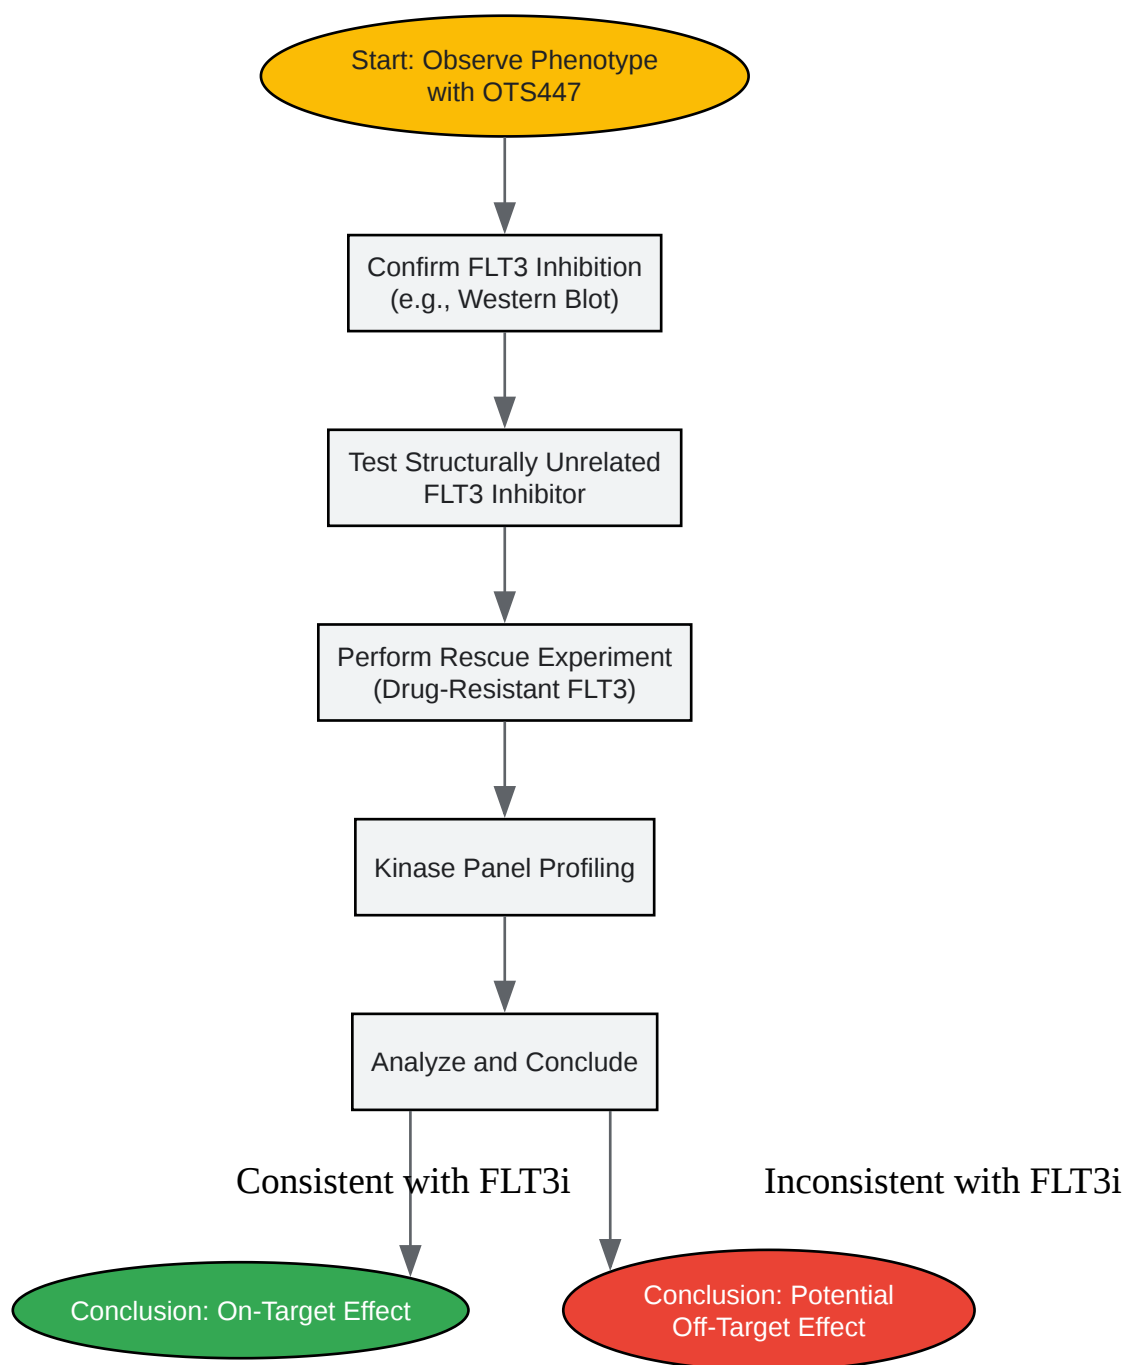 Start: Observe Phenotype
with OTS447
Confirm FLT3 Inhibition
(e.g., Western Blot)
Test Structurally Unrelated
FLT3 Inhibitor
Perform Rescue Experiment
(Drug-Resistant FLT3)
Kinase Panel Profiling
Analyze and Conclude
Consistent with FLT3i
Inconsistent with FLT3i
Conclusion: On-Target Effect
Conclusion: Potential
Off-Target Effect